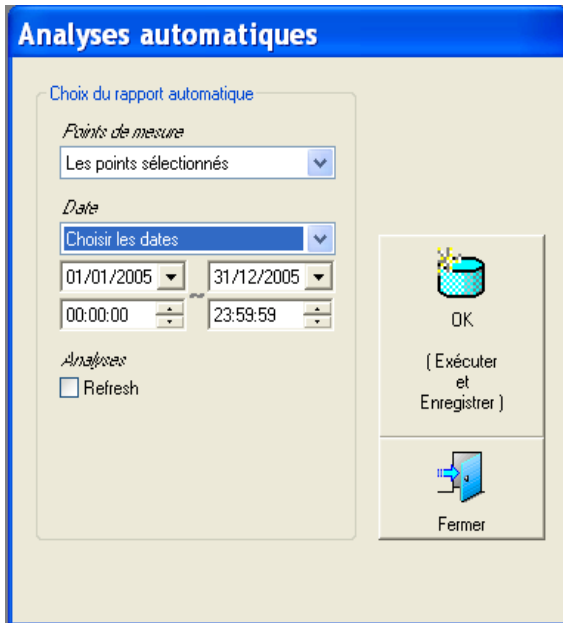 Analyses automatiques
Choix du rapport automatique
Points de mesure
Les points sélectionnés
Date
Choisir les dates
01/01/2005 ~ 31/12/2005
00:00:00 23:59:59
Analyses
Refresh
OK
( Exécuter
et
Enregistrer )
Fermer